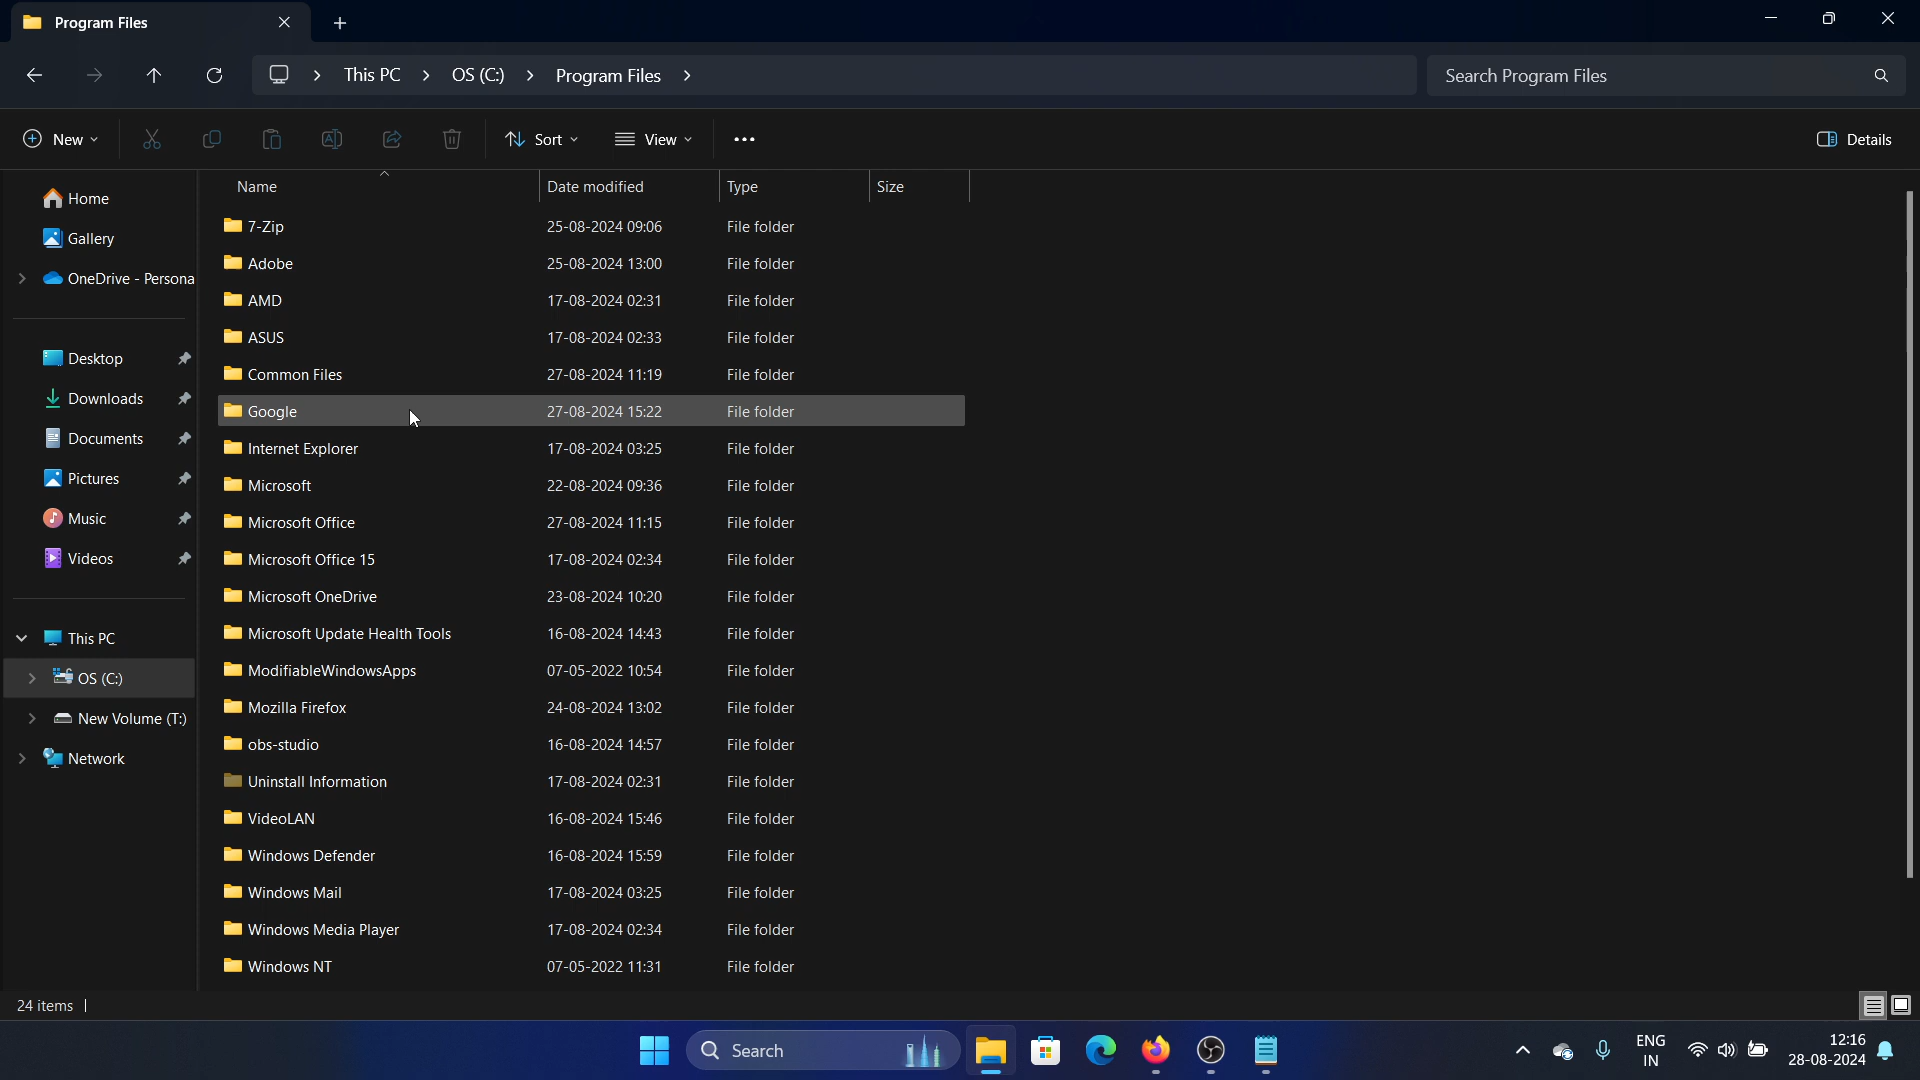 Program Files
This PC > OS (C:) > Program Files >
Search Program Files
New
Sort
View
Details
Name
Date modified
Type
Size
Home
Gallery
OneDrive - Persona
Desktop
Downloads
Documents
Pictures
Music
Videos
This PC
OS (C:)
New Volume (T:)
Network
7-Zip 25-08-2024 09:06 File folder
Adobe 25-08-2024 13:00 File folder
AMD 17-08-2024 02:31 File folder
ASUS 17-08-2024 02:33 File folder
Common Files 27-08-2024 11:19 File folder
Google 27-08-2024 15:22 File folder
Internet Explorer 17-08-2024 03:25 File folder
Microsoft 22-08-2024 09:36 File folder
Microsoft Office 27-08-2024 11:15 File folder
Microsoft Office 15 17-08-2024 02:34 File folder
Microsoft OneDrive 23-08-2024 10:20 File folder
Microsoft Update Health Tools 16-08-2024 14:43 File folder
ModifiableWindowsApps 07-05-2022 10:54 File folder
Mozilla Firefox 24-08-2024 13:02 File folder
obs-studio 16-08-2024 14:57 File folder
Uninstall Information 17-08-2024 02:31 File folder
VideoLAN 16-08-2024 15:46 File folder
Windows Defender 16-08-2024 15:59 File folder
Windows Mail 17-08-2024 03:25 File folder
Windows Media Player 17-08-2024 02:34 File folder
Windows NT 07-05-2022 11:31 File folder
24 items
Search
ENG
IN
12:16
28-08-2024